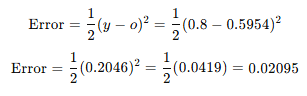 Error = 1/2 (y − o)² = 1/2 (0.8 − 0.5954)²
Error = 1/2 (0.2046)² = 1/2 (0.0419) = 0.02095